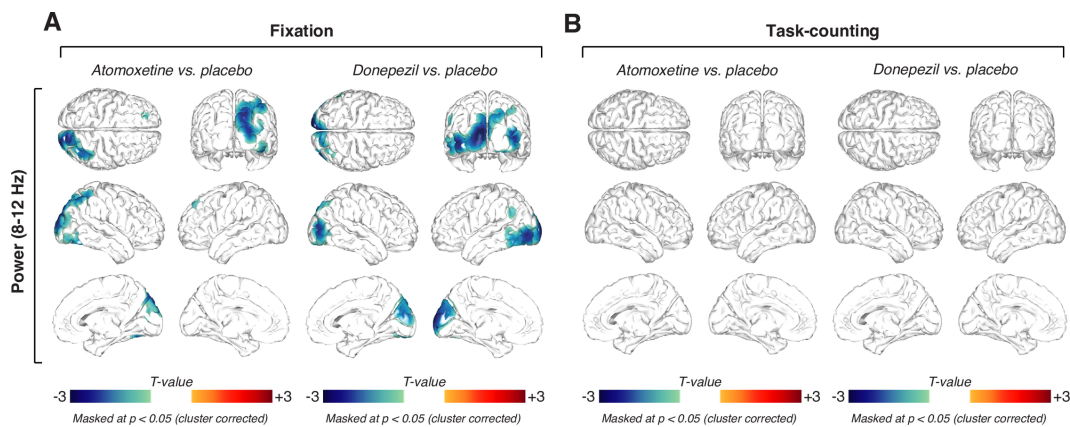 A
B
Fixation
Task-counting
Atomoxetine vs. placebo
Donepezil vs. placebo
Atomoxetine vs. placebo
Donepezil vs. placebo
Power (8-12 Hz)
T-value
-3
+3
Masked at p < 0.05 (cluster corrected)
T-value
-3
+3
Masked at p < 0.05 (cluster corrected)
T-value
-3
+3
Masked at p < 0.05 (cluster corrected)
T-value
-3
+3
Masked at p < 0.05 (cluster corrected)